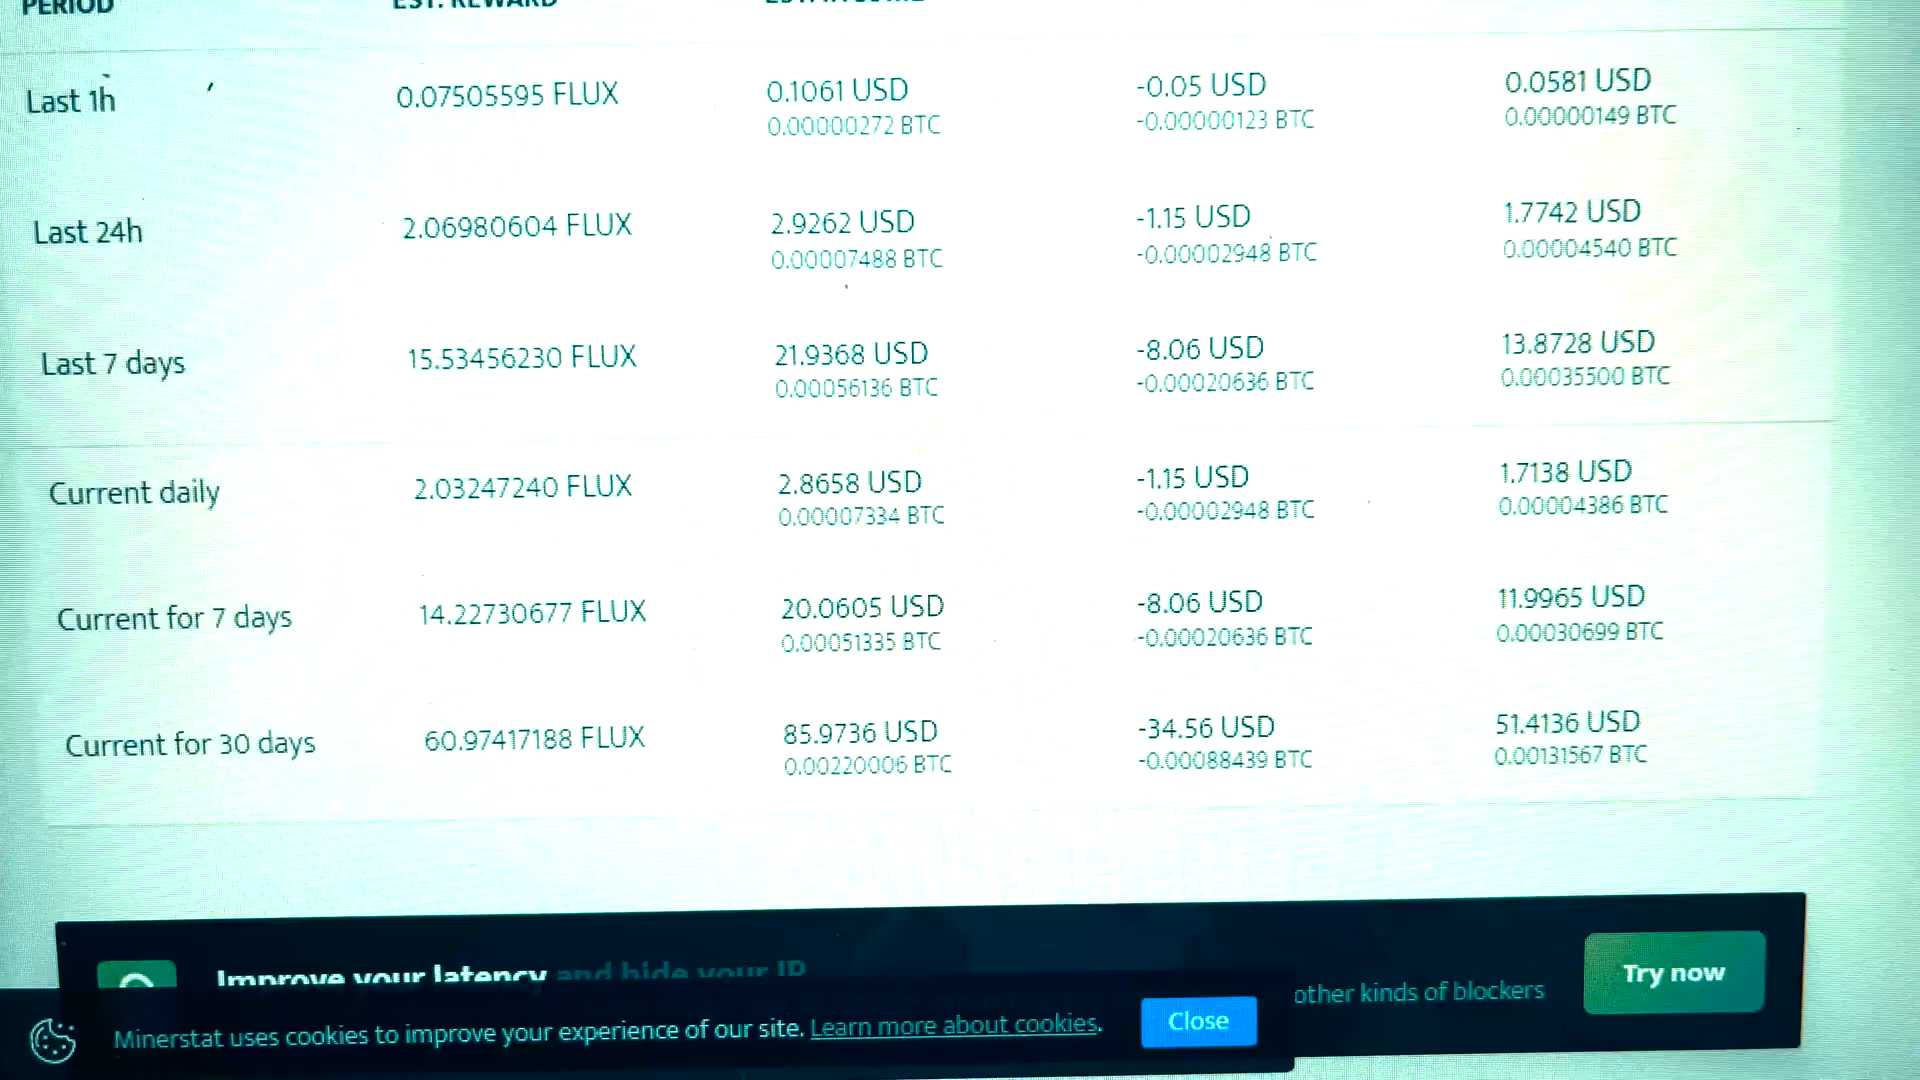 PERIOD EST. REWARD
Last 1h 0.07505595 FLUX 0.1061 USD -0.05 USD 0.0581 USD
0.00000272 BTC -0.00000123 BTC 0.00000149 BTC
Last 24h 2.06980604 FLUX 2.9262 USD -1.15 USD 1.7742 USD
0.00007488 BTC -0.00002948 BTC 0.00004540 BTC
Last 7 days 15.53456230 FLUX 21.9368 USD -8.06 USD 13.8728 USD
0.00056136 BTC -0.00020636 BTC 0.00035500 BTC
Current daily 2.03247240 FLUX 2.8658 USD -1.15 USD 1.7138 USD
0.00007334 BTC -0.00002948 BTC 0.00004386 BTC
Current for 7 days 14.22730677 FLUX 20.0605 USD -8.06 USD 11.9965 USD
0.00051335 BTC -0.00020636 BTC 0.00030699 BTC
Current for 30 days 60.97417188 FLUX 85.9736 USD -34.56 USD 51.4136 USD
0.00220006 BTC -0.00088439 BTC 0.00131567 BTC
Improve your latency and hide your IP
other kinds of blockers
Try now
Minerstat uses cookies to improve your experience of our site. Learn more about cookies.
Close